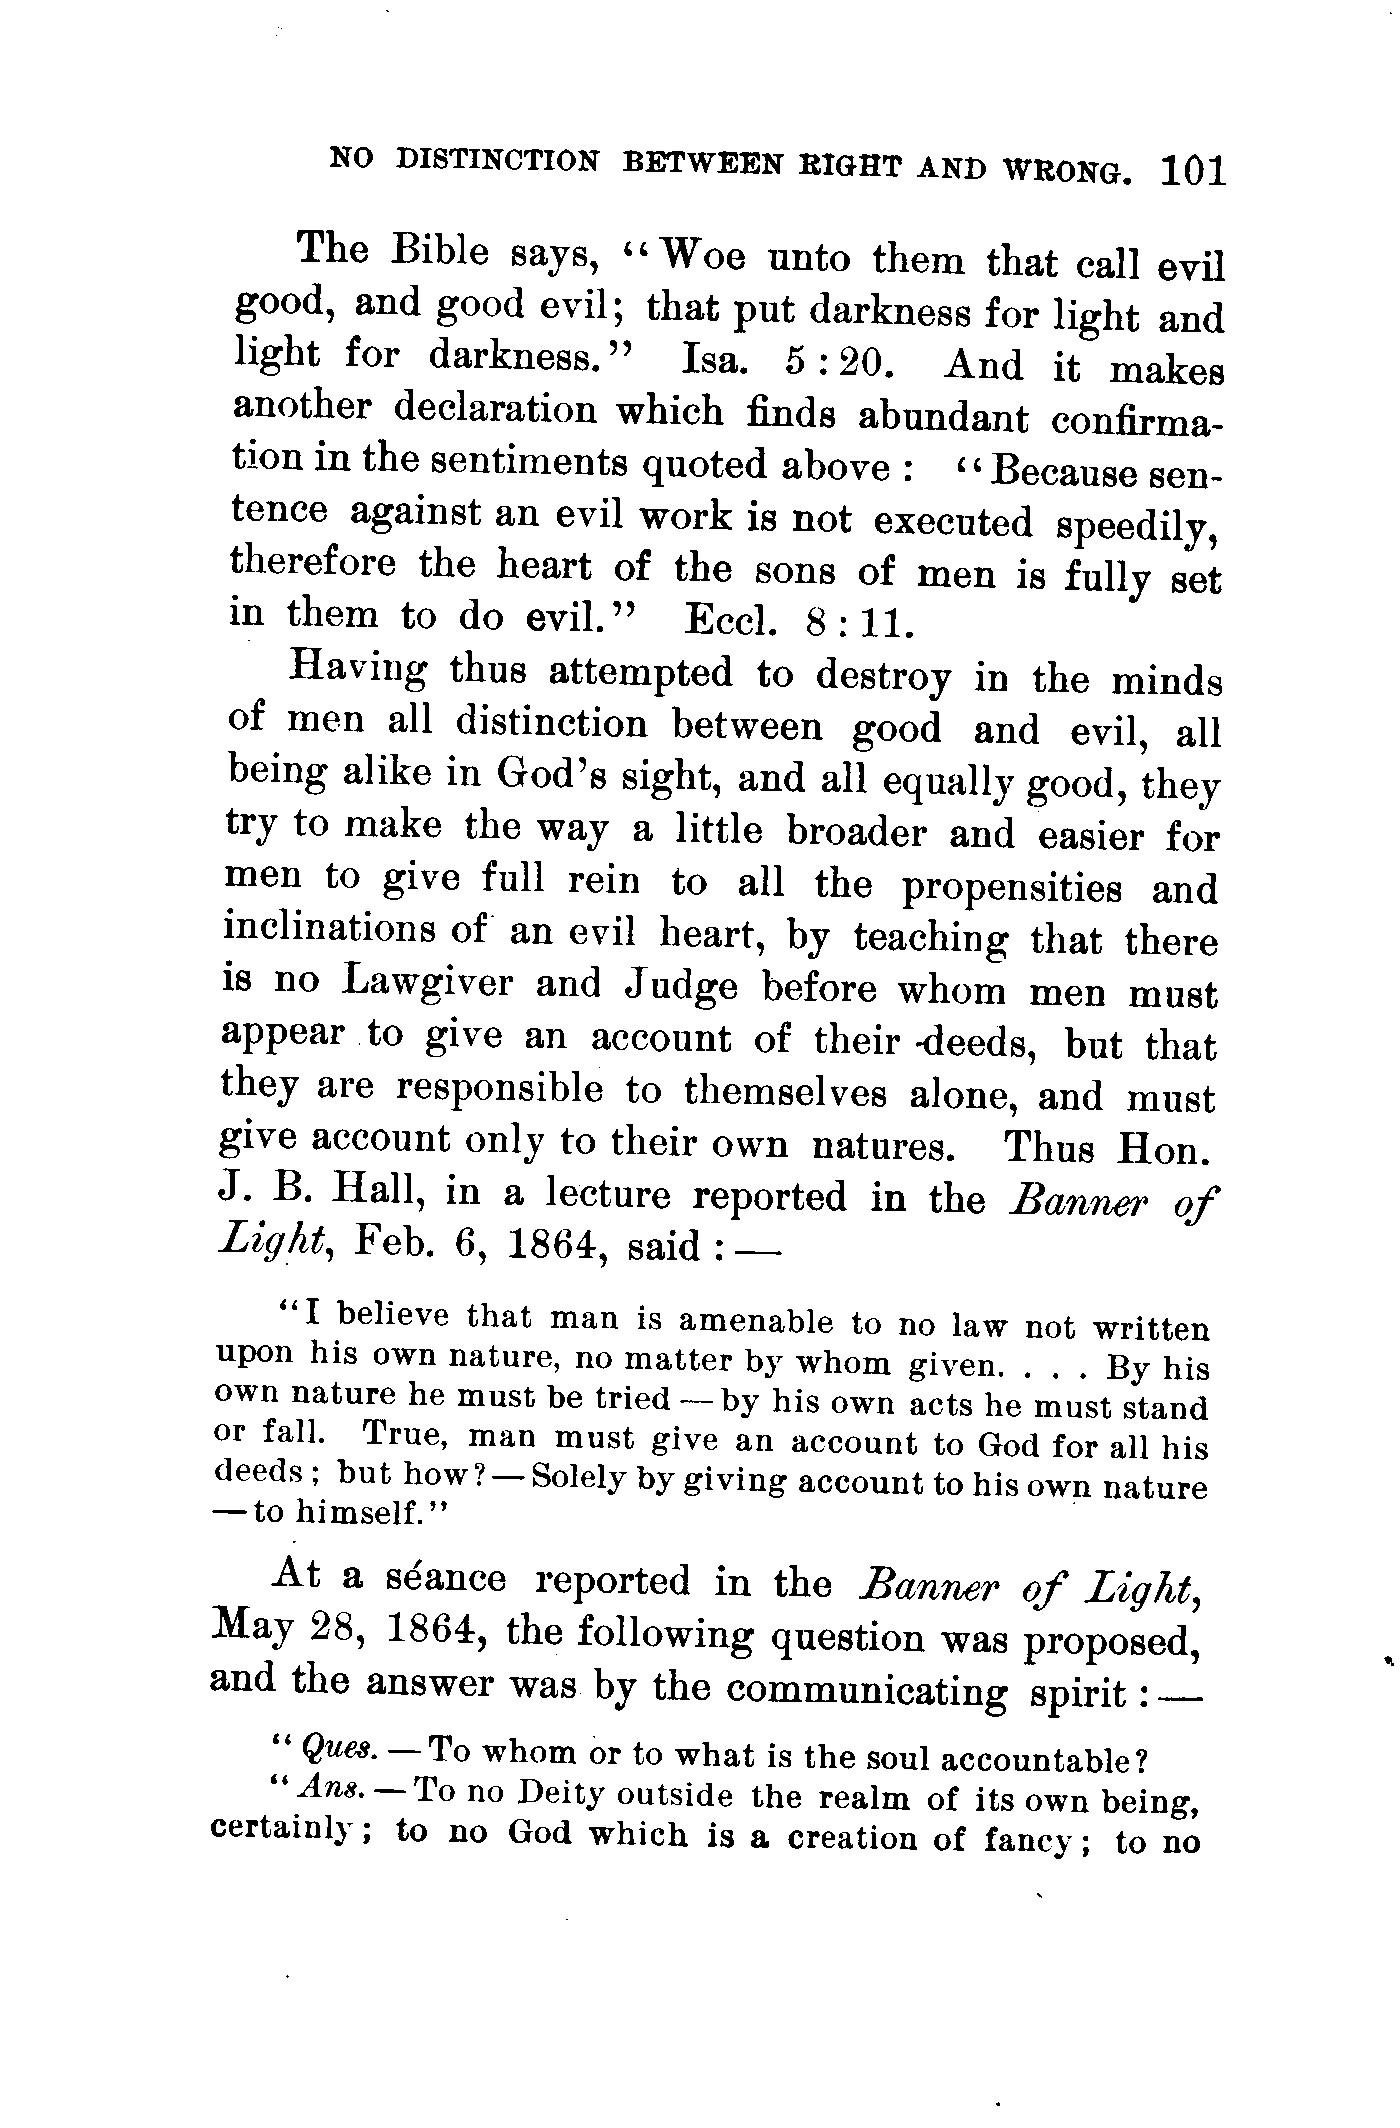 NO DISTINCTION BETWEEN RIGHT AND WRONG. 101
The Bible says, “Woe unto them that call evil
good, and good evil; that put darkness for light and
light for darkness.” Isa. 5 : 20. And it makes
another declaration which finds abundant confirma-
tion in the sentiments quoted above : “Because sen-
tence against an evil work is not executed speedily,
therefore the heart of the sons of men is fully set
in them to do evil.” Eccl. 8 : 11.
Having thus attempted to destroy in the minds
of men all distinction between good and evil, all
being alike in God’s sight, and all equally good, they
try to make the way a little broader and easier for
men to give full rein to all the propensities and
inclinations of an evil heart, by teaching that there
is no Lawgiver and Judge before whom men must
appear to give an account of their deeds, but that
they are responsible to themselves alone, and must
give account only to their own natures. Thus Hon.
J. B. Hall, in a lecture reported in the Banner of
Light, Feb. 6, 1864, said : —
“I believe that man is amenable to no law not written
upon his own nature, no matter by whom given. . . . By his
own nature he must be tried — by his own acts he must stand
or fall. True, man must give an account to God for all his
deeds ; but how? — Solely by giving account to his own nature
— to himself.”
At a séance reported in the Banner of Light,
May 28, 1864, the following question was proposed,
and the answer was by the communicating spirit : —
“Ques. — To whom or to what is the soul accountable?
“Ans. — To no Deity outside the realm of its own being,
certainly ; to no God which is a creation of fancy ; to no